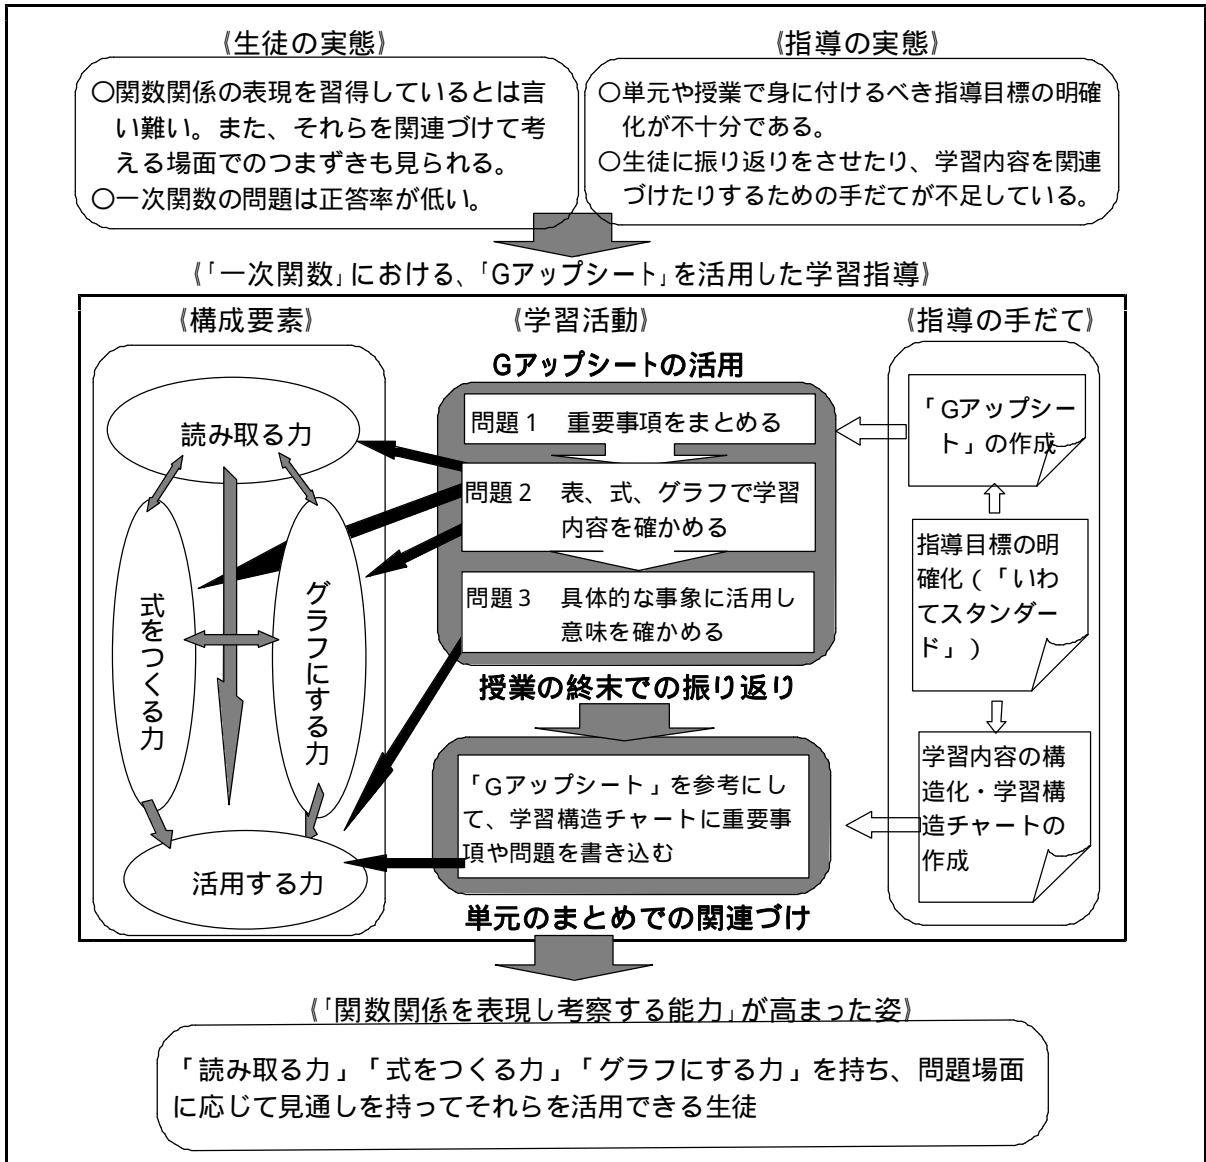 《生徒の実態》
○関数関係の表現を習得しているとは言
い難い。また、それらを関連づけて考
える場面でのつまずきも見られる。
○一次関数の問題は正答率が低い。
《指導の実態》
○単元や授業で身に付けるべき指導目標の明確
化が不十分である。
○生徒に振り返りをさせたり、学習内容を関連
づけたりするための手だてが不足している。
《「一次関数」における、「Gアップシート」を活用した学習指導》
《構成要素》
読み取る力
式をつくる力
グラフにする力
活用する力
《学習活動》
Gアップシートの活用
問題1 重要事項をまとめる
問題2 表、式、グラフで学習
内容を確かめる
問題3 具体的な事象に活用し
意味を確かめる
授業の終末での振り返り
「Gアップシート」を参考にし
て、学習構造チャートに重要事
項や問題を書き込む
単元のまとめでの関連づけ
《指導の手だて》
「Gアップシー
ト」の作成
指導目標の明
確化(「いわ
てスタンダー
ド」)
学習内容の構
造化・学習構
造チャートの
作成
《「関数関係を表現し考察する能力」が高まった姿》
「読み取る力」「式をつくる力」「グラフにする力」を持ち、問題場面
に応じて見通しを持ってそれらを活用できる生徒